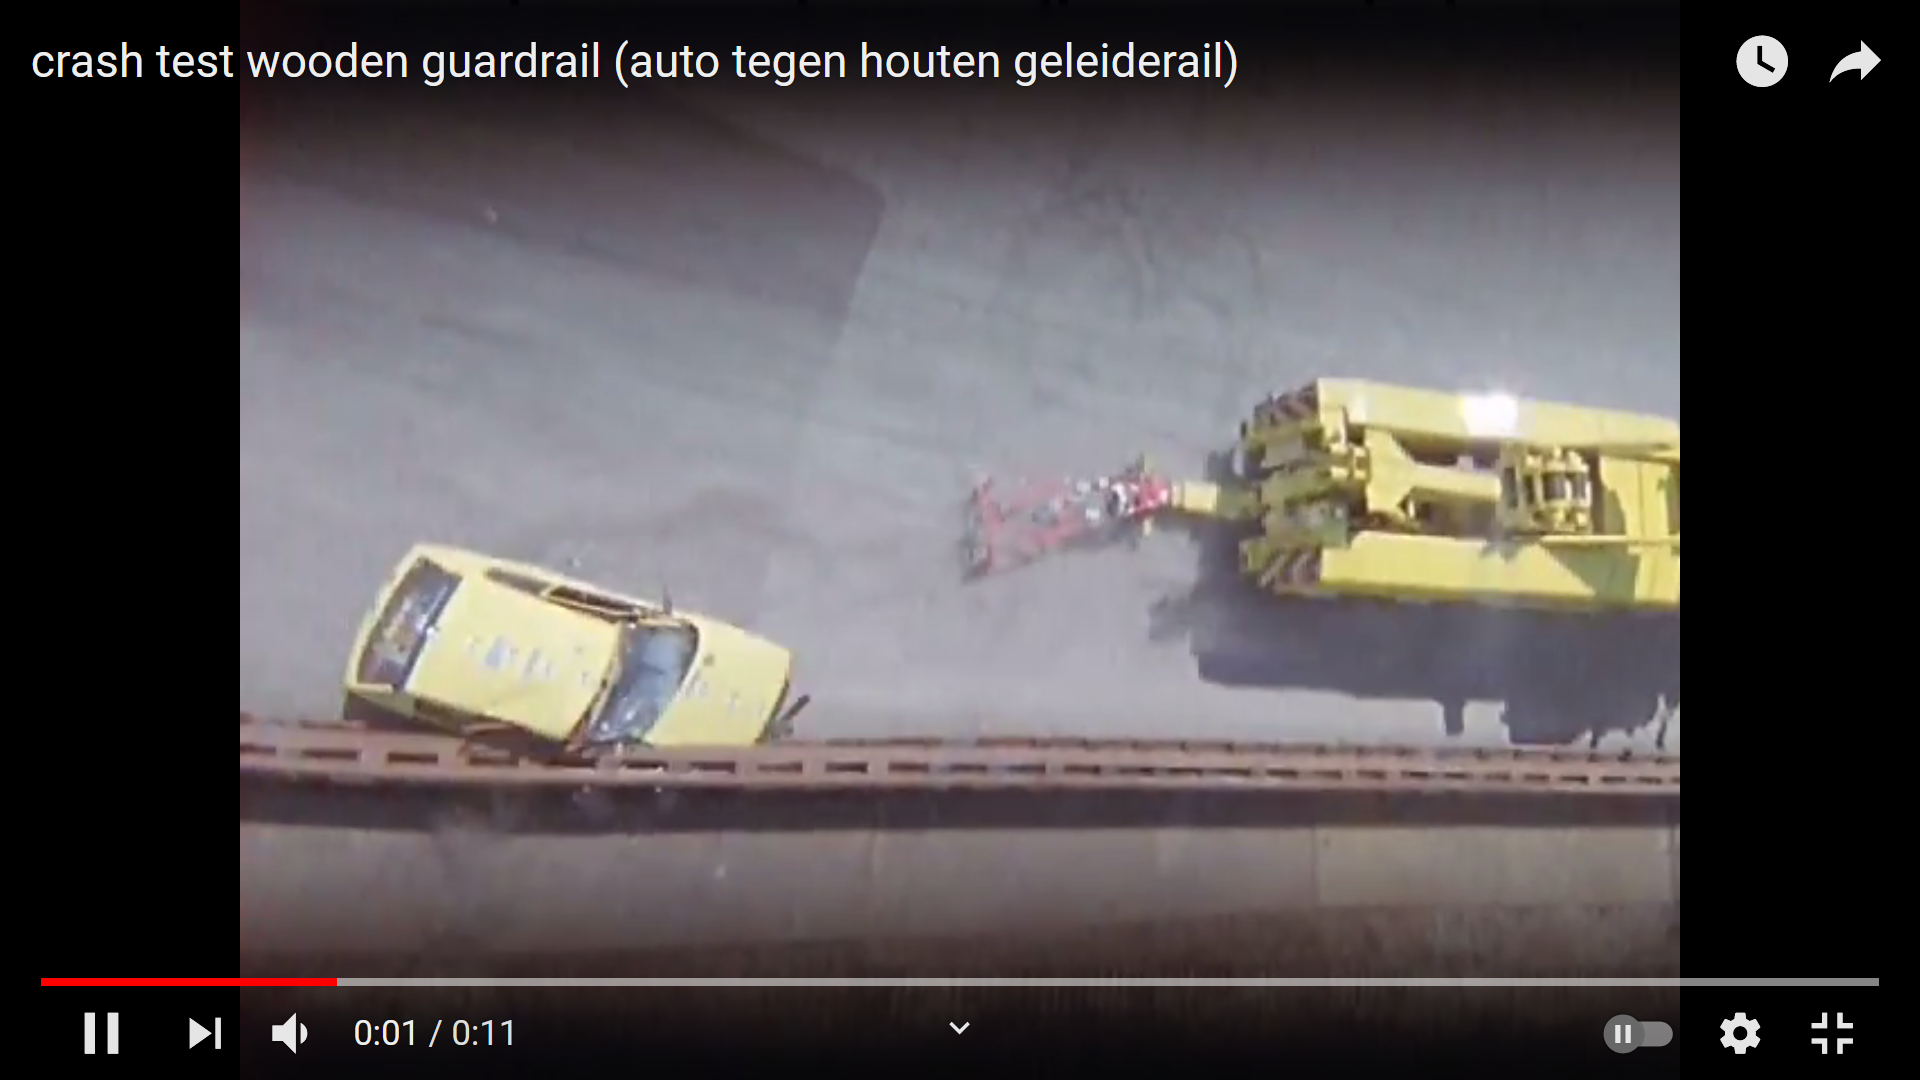 crash test wooden guardrail (auto tegen houten geleiderail)
0:01 / 0:11